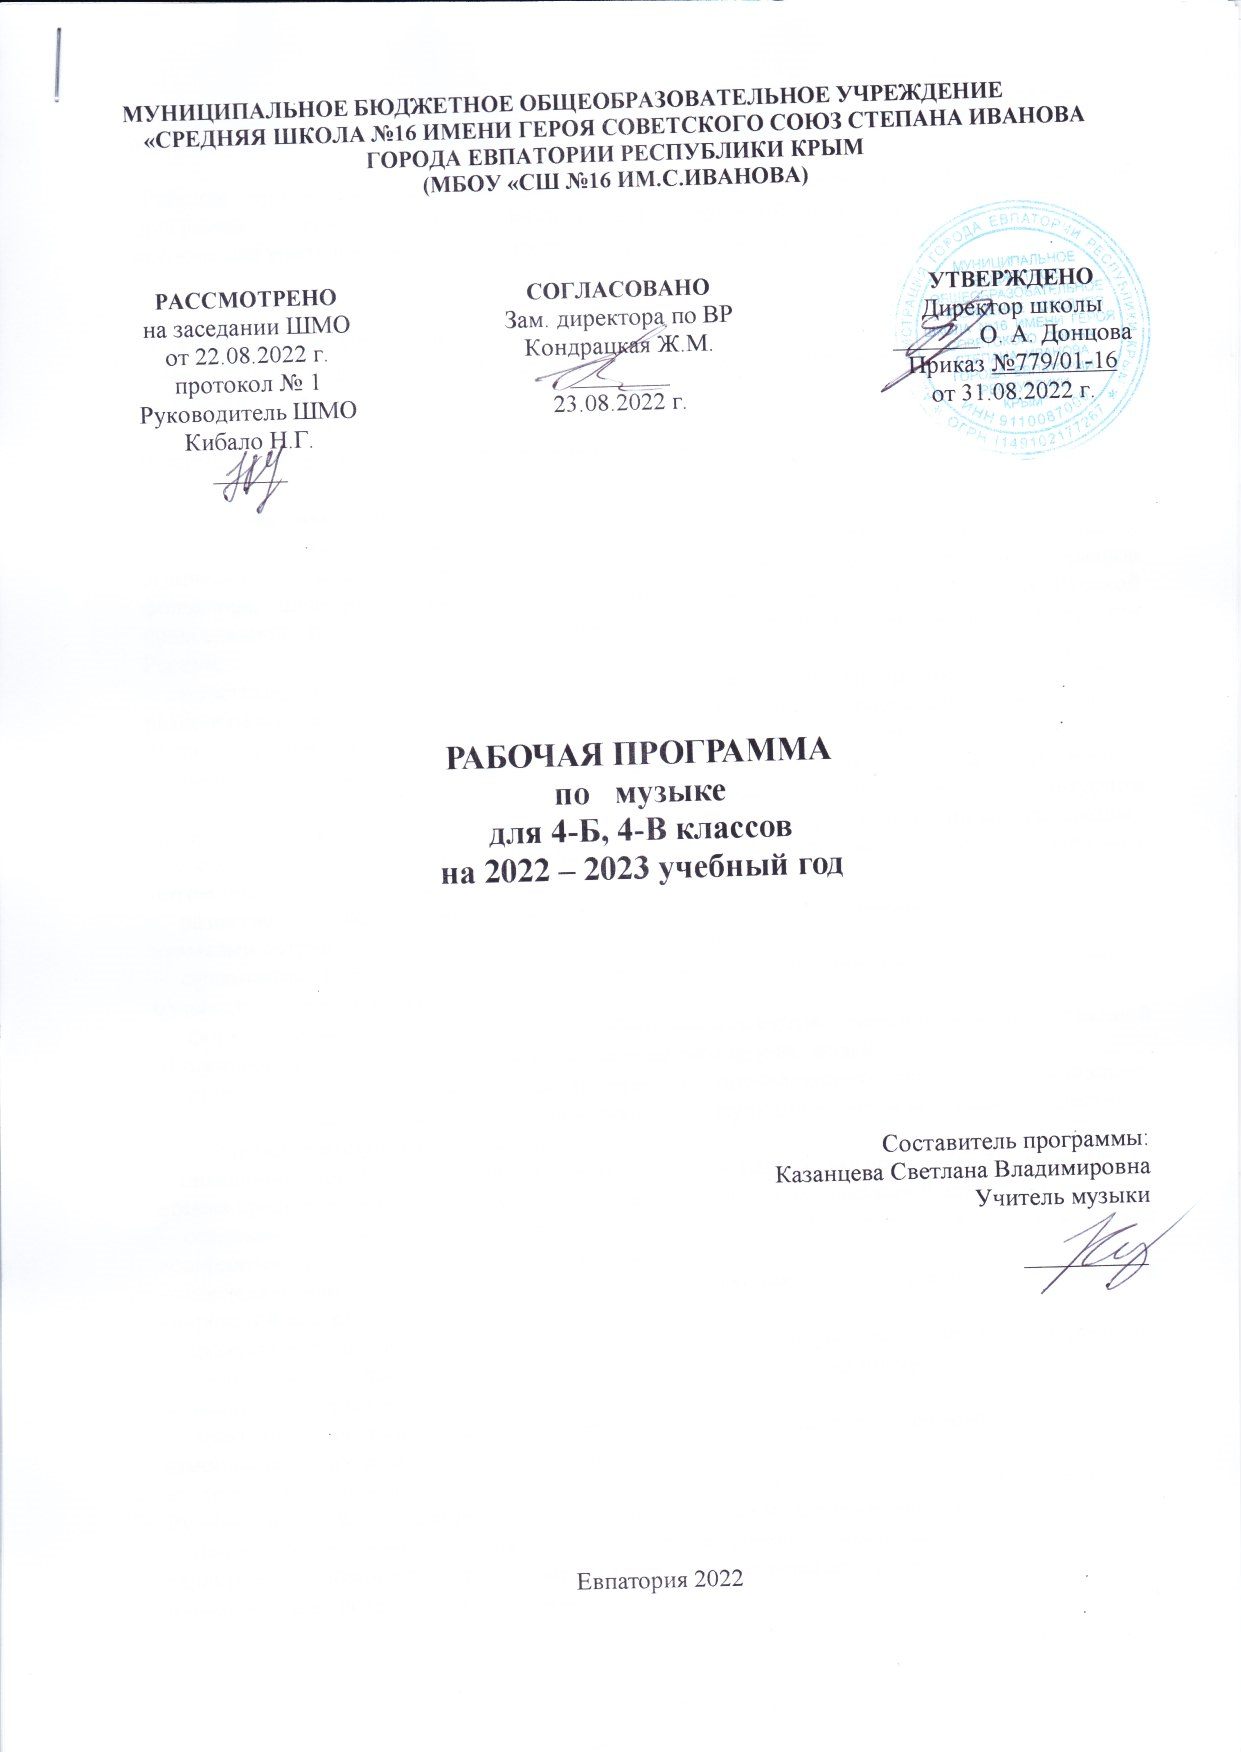 МУНИЦИПАЛЬНОЕ БЮДЖЕТНОЕ ОБЩЕОБРАЗОВАТЕЛЬНОЕ УЧРЕЖДЕНИЕ
«СРЕДНЯЯ ШКОЛА №16 ИМЕНИ ГЕРОЯ СОВЕТСКОГО СОЮЗ СТЕПАНА ИВАНОВА
ГОРОДА ЕВПАТОРИИ РЕСПУБЛИКИ КРЫМ
(МБОУ «СШ №16 ИМ.С.ИВАНОВА)
РАССМОТРЕНО
на заседании ШМО
от 22.08.2022 г.
протокол № 1
Руководитель ШМО
Кибало Н.Г.
СОГЛАСОВАНО
Зам. директора по ВР
Кондрацкая Ж.М.
23.08.2022 г.
УТВЕРЖДЕНО
Директор школы
О. А. Донцова
Приказ №779/01-16
от 31.08.2022 г.
РАБОЧАЯ ПРОГРАММА
по музыке
для 4-Б, 4-В классов
на 2022 – 2023 учебный год
Составитель программы:
Казанцева Светлана Владимировна
Учитель музыки
Евпатория 2022